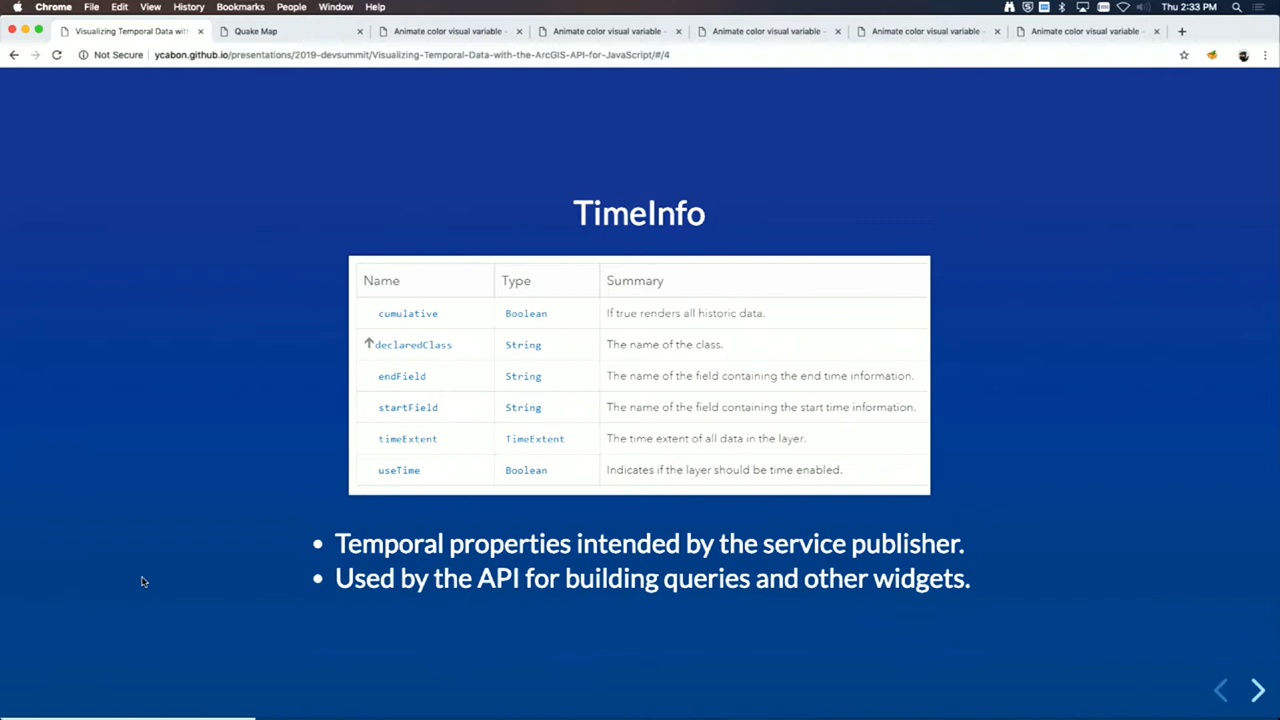 Chrome File Edit View History Bookmarks People Window Help Thu 2:33 PM
Visualizing Temporal Data with Quake Map Animate color visual variable - Animate color visual variable - Animate color visual variable - Animate color visual variable - Animate color visual variable -
Not Secure ycabon.github.io/presentations/2019-devsummit/Visualizing-Temporal-Data-with-the-ArcGIS-API-for-JavaScript/#/4
TimeInfo
Name Type Summary
cumulative Boolean If true renders all historic data.
declaredClass String The name of the class.
endField String The name of the field containing the end time information.
startField String The name of the field containing the start time information.
timeExtent TimeExtent The time extent of all data in the layer.
useTime Boolean Indicates if the layer should be time enabled.
• Temporal properties intended by the service publisher.
• Used by the API for building queries and other widgets.